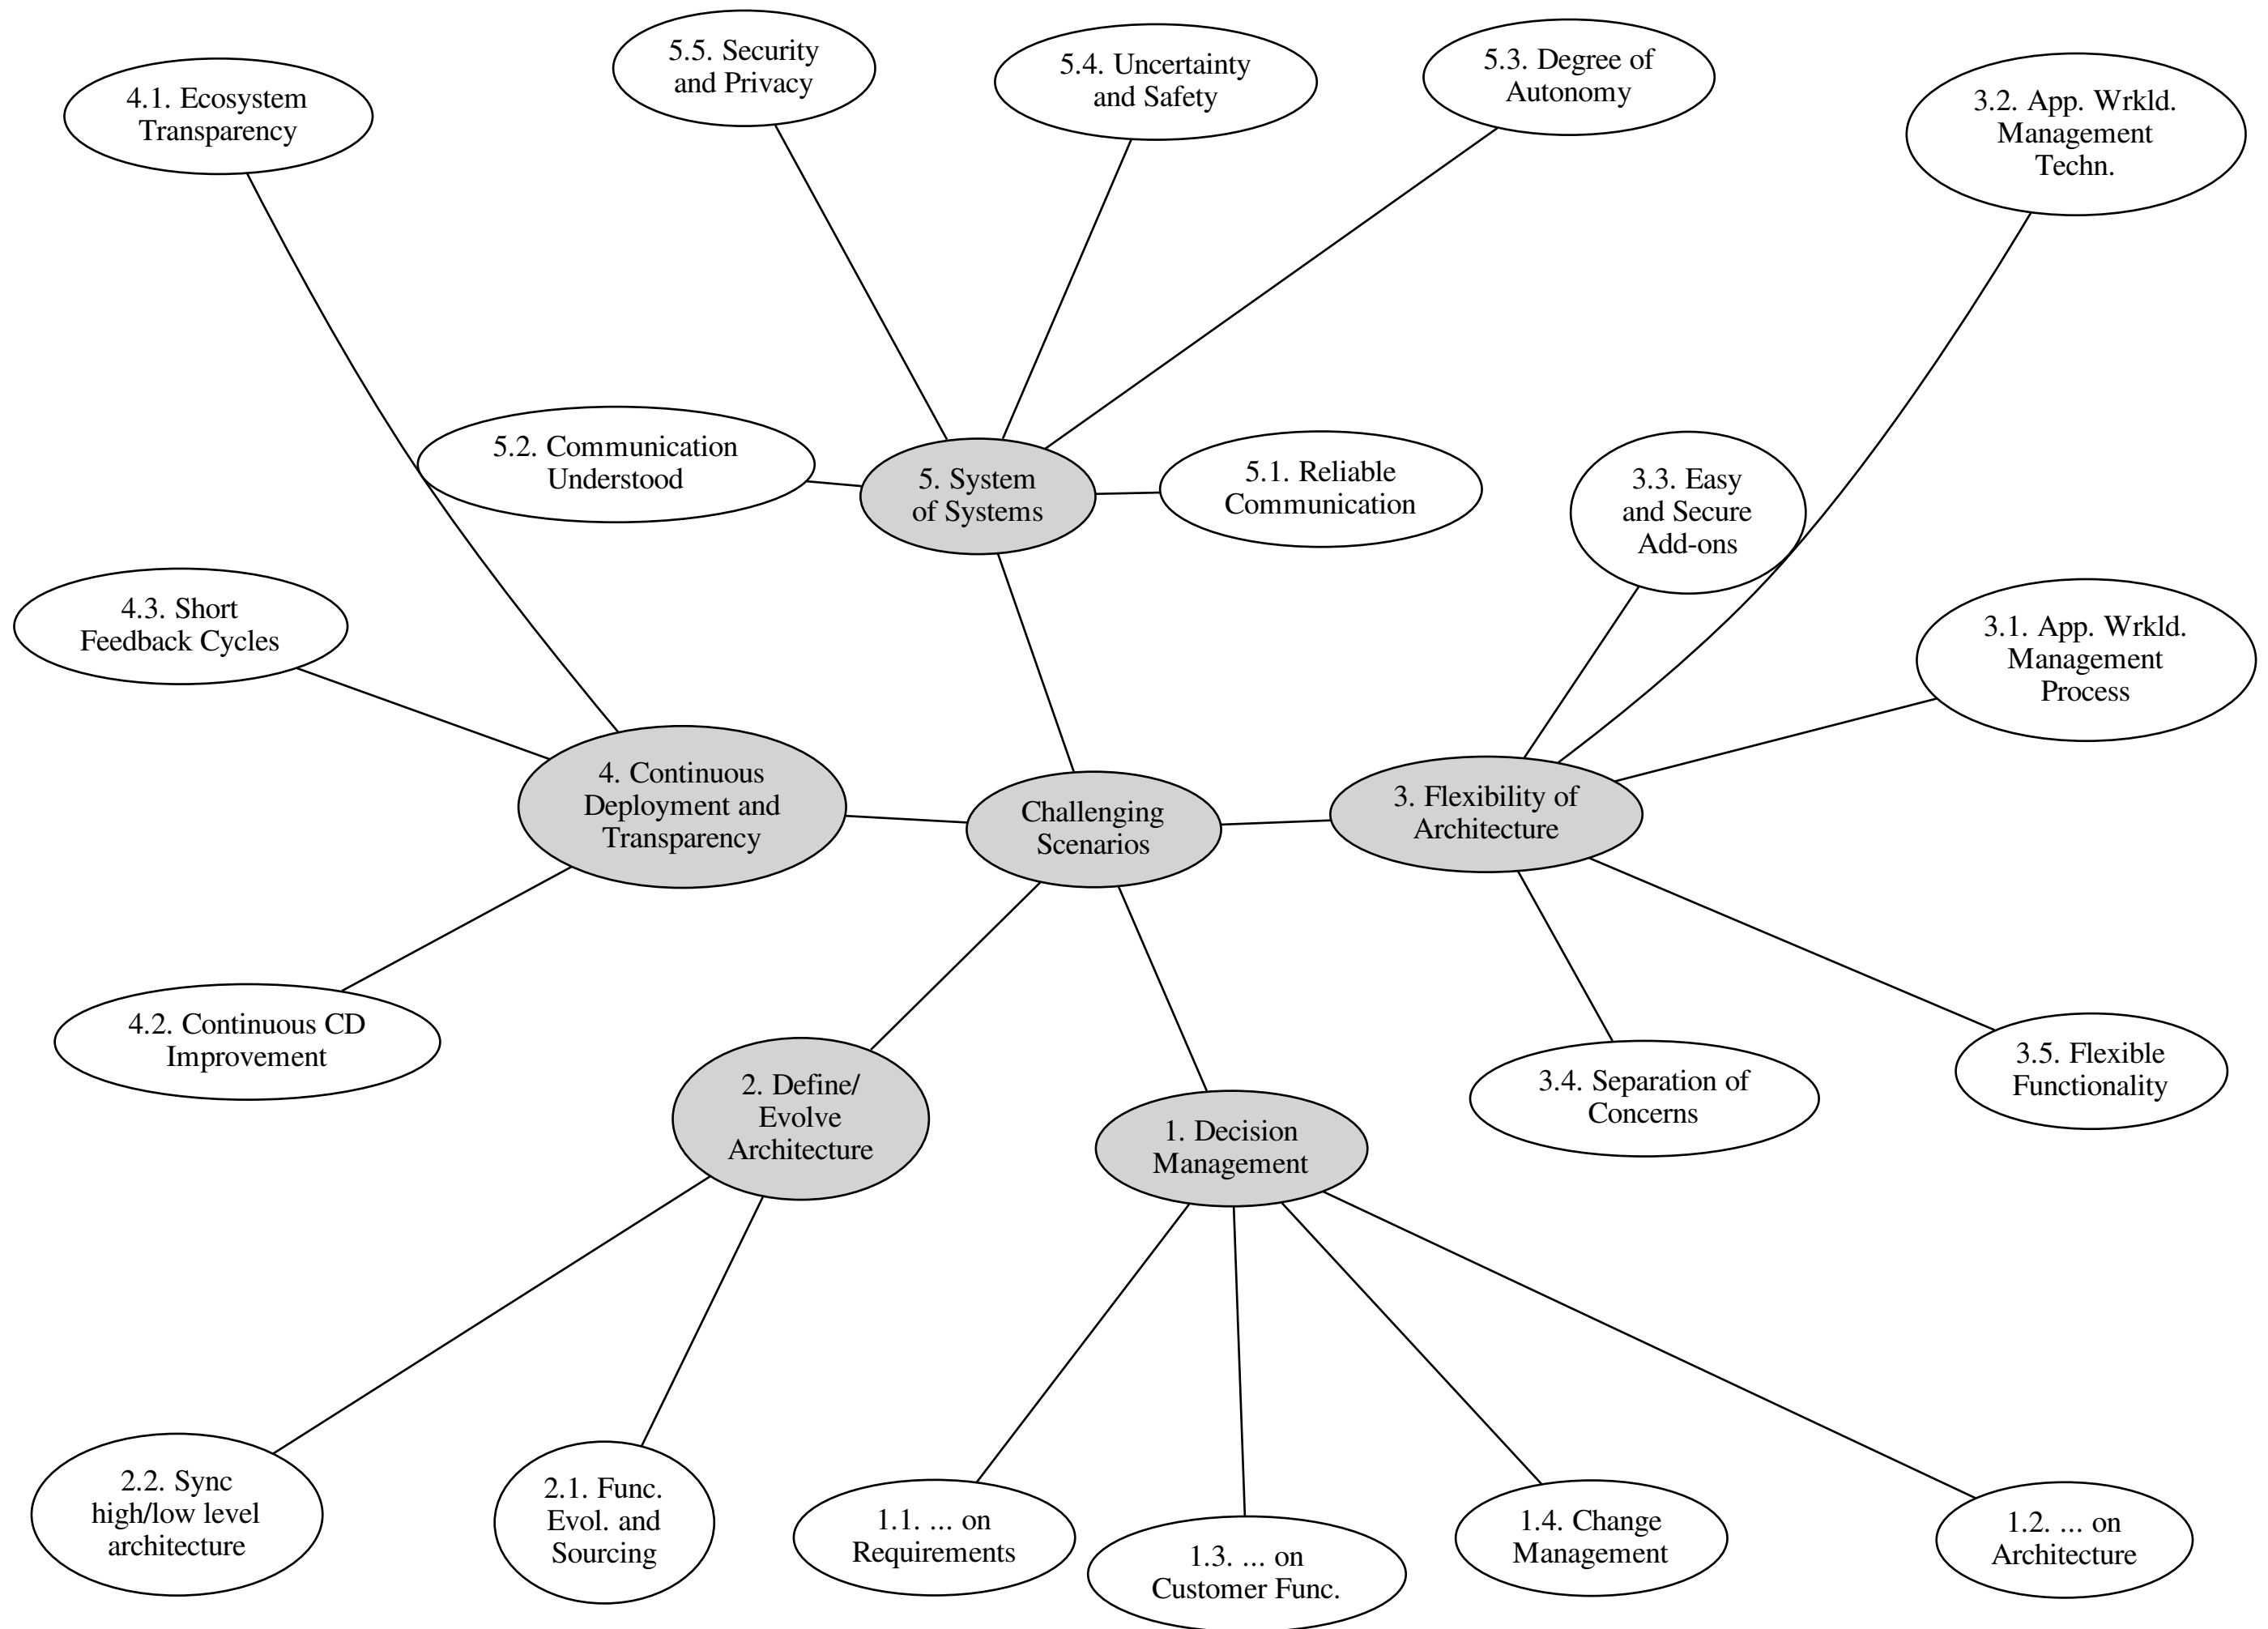 5.5. Security
and Privacy
5.4. Uncertainty
and Safety
5.3. Degree of
Autonomy
4.1. Ecosystem
Transparency
3.2. App. Wrkld.
Management
Techn.
5.2. Communication
Understood
5. System
of Systems
5.1. Reliable
Communication
3.3. Easy
and Secure
Add-ons
4.3. Short
Feedback Cycles
3.1. App. Wrkld.
Management
Process
4. Continuous
Deployment and
Transparency
Challenging
Scenarios
3. Flexibility of
Architecture
4.2. Continuous CD
Improvement
2. Define/
Evolve
Architecture
1. Decision
Management
3.4. Separation of
Concerns
3.5. Flexible
Functionality
2.2. Sync
high/low level
architecture
2.1. Func.
Evol. and
Sourcing
1.1. ... on
Requirements
1.3. ... on
Customer Func.
1.4. Change
Management
1.2. ... on
Architecture